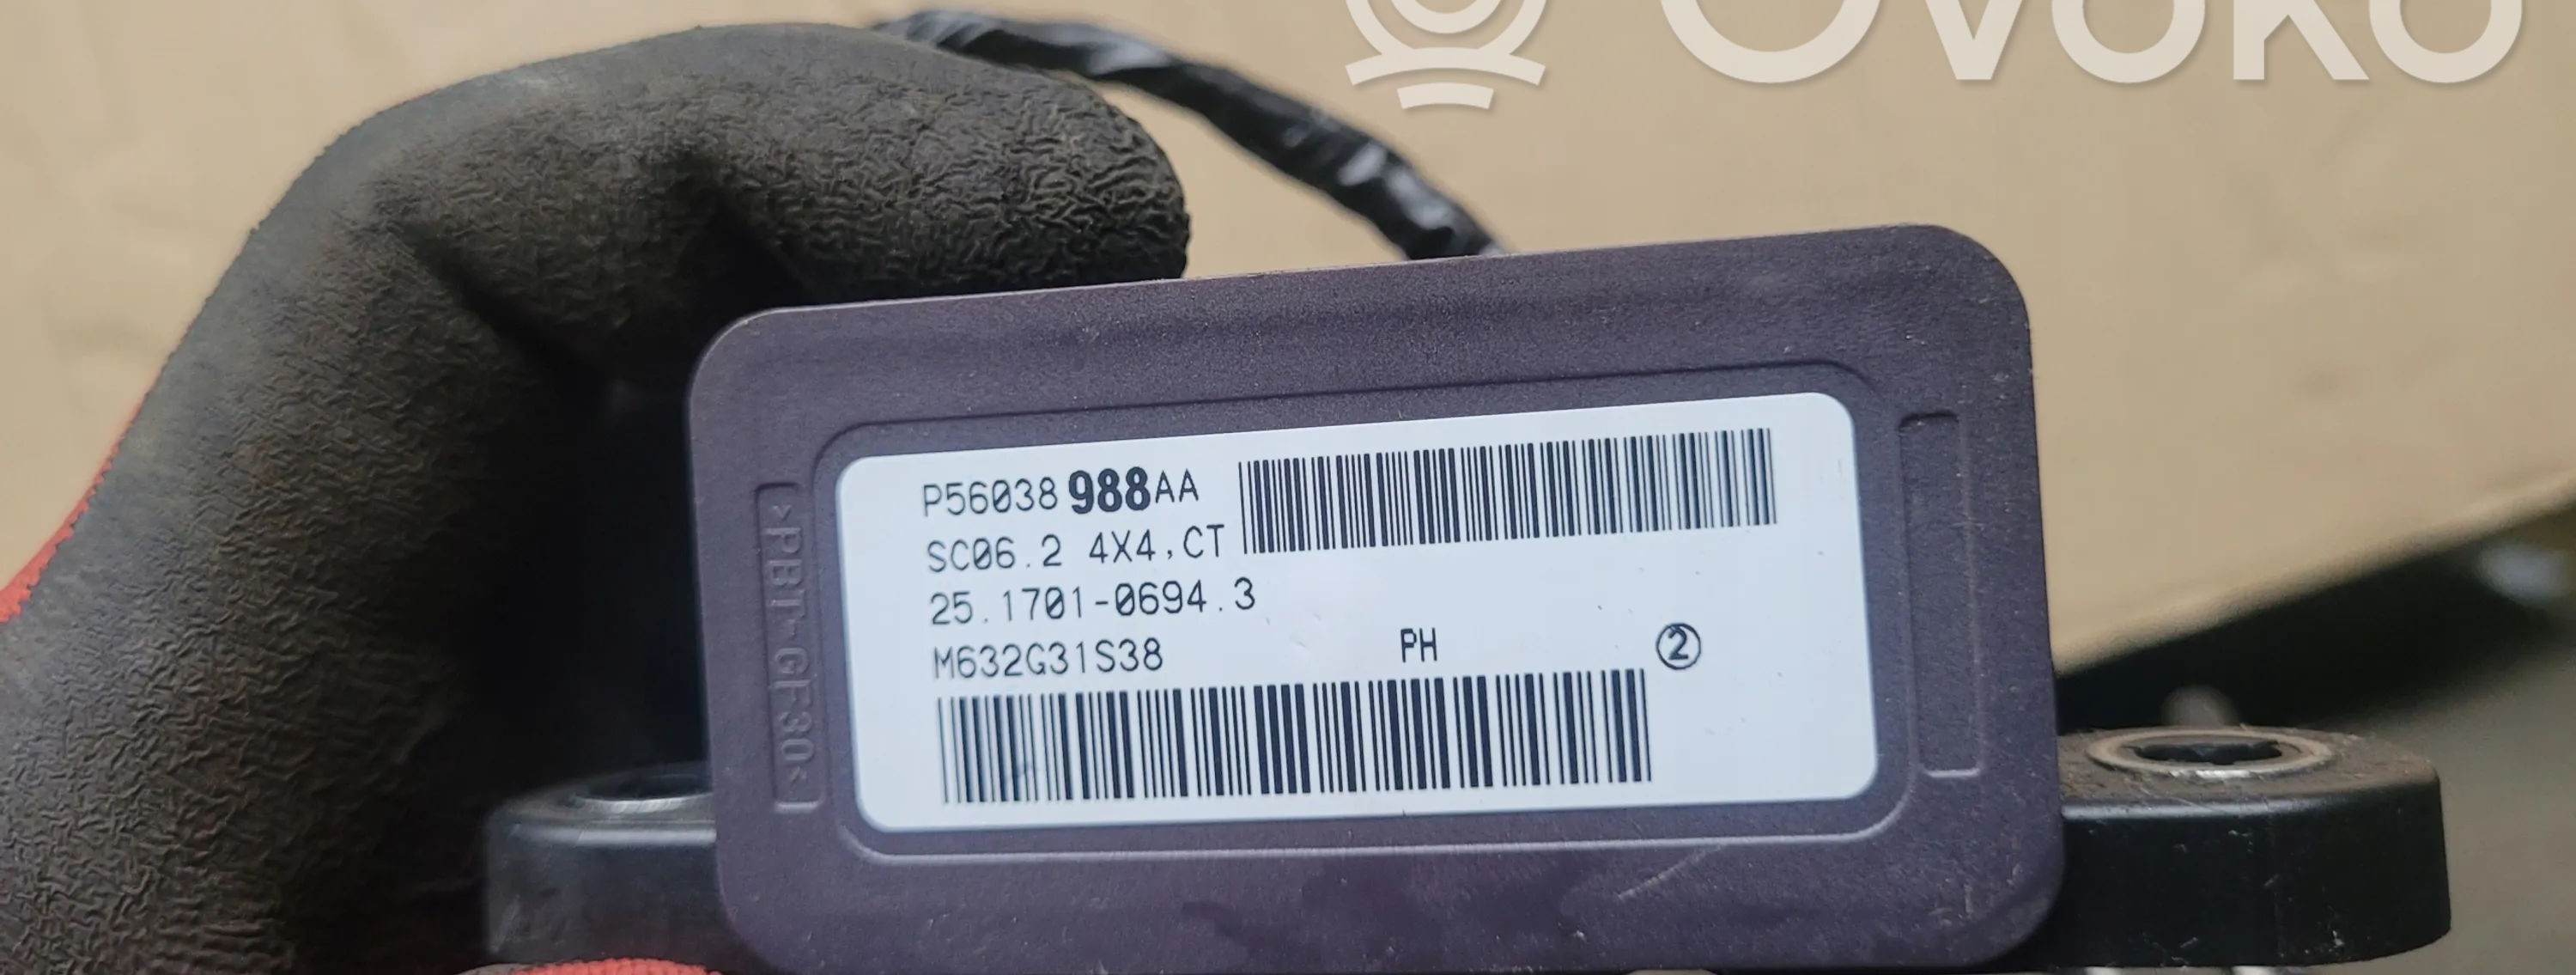 OVOKO
P56038988AA
SC06.2 4X4,CT
25.1701-0694.3
M632G31S38
PH
②
>PBT-GF30<